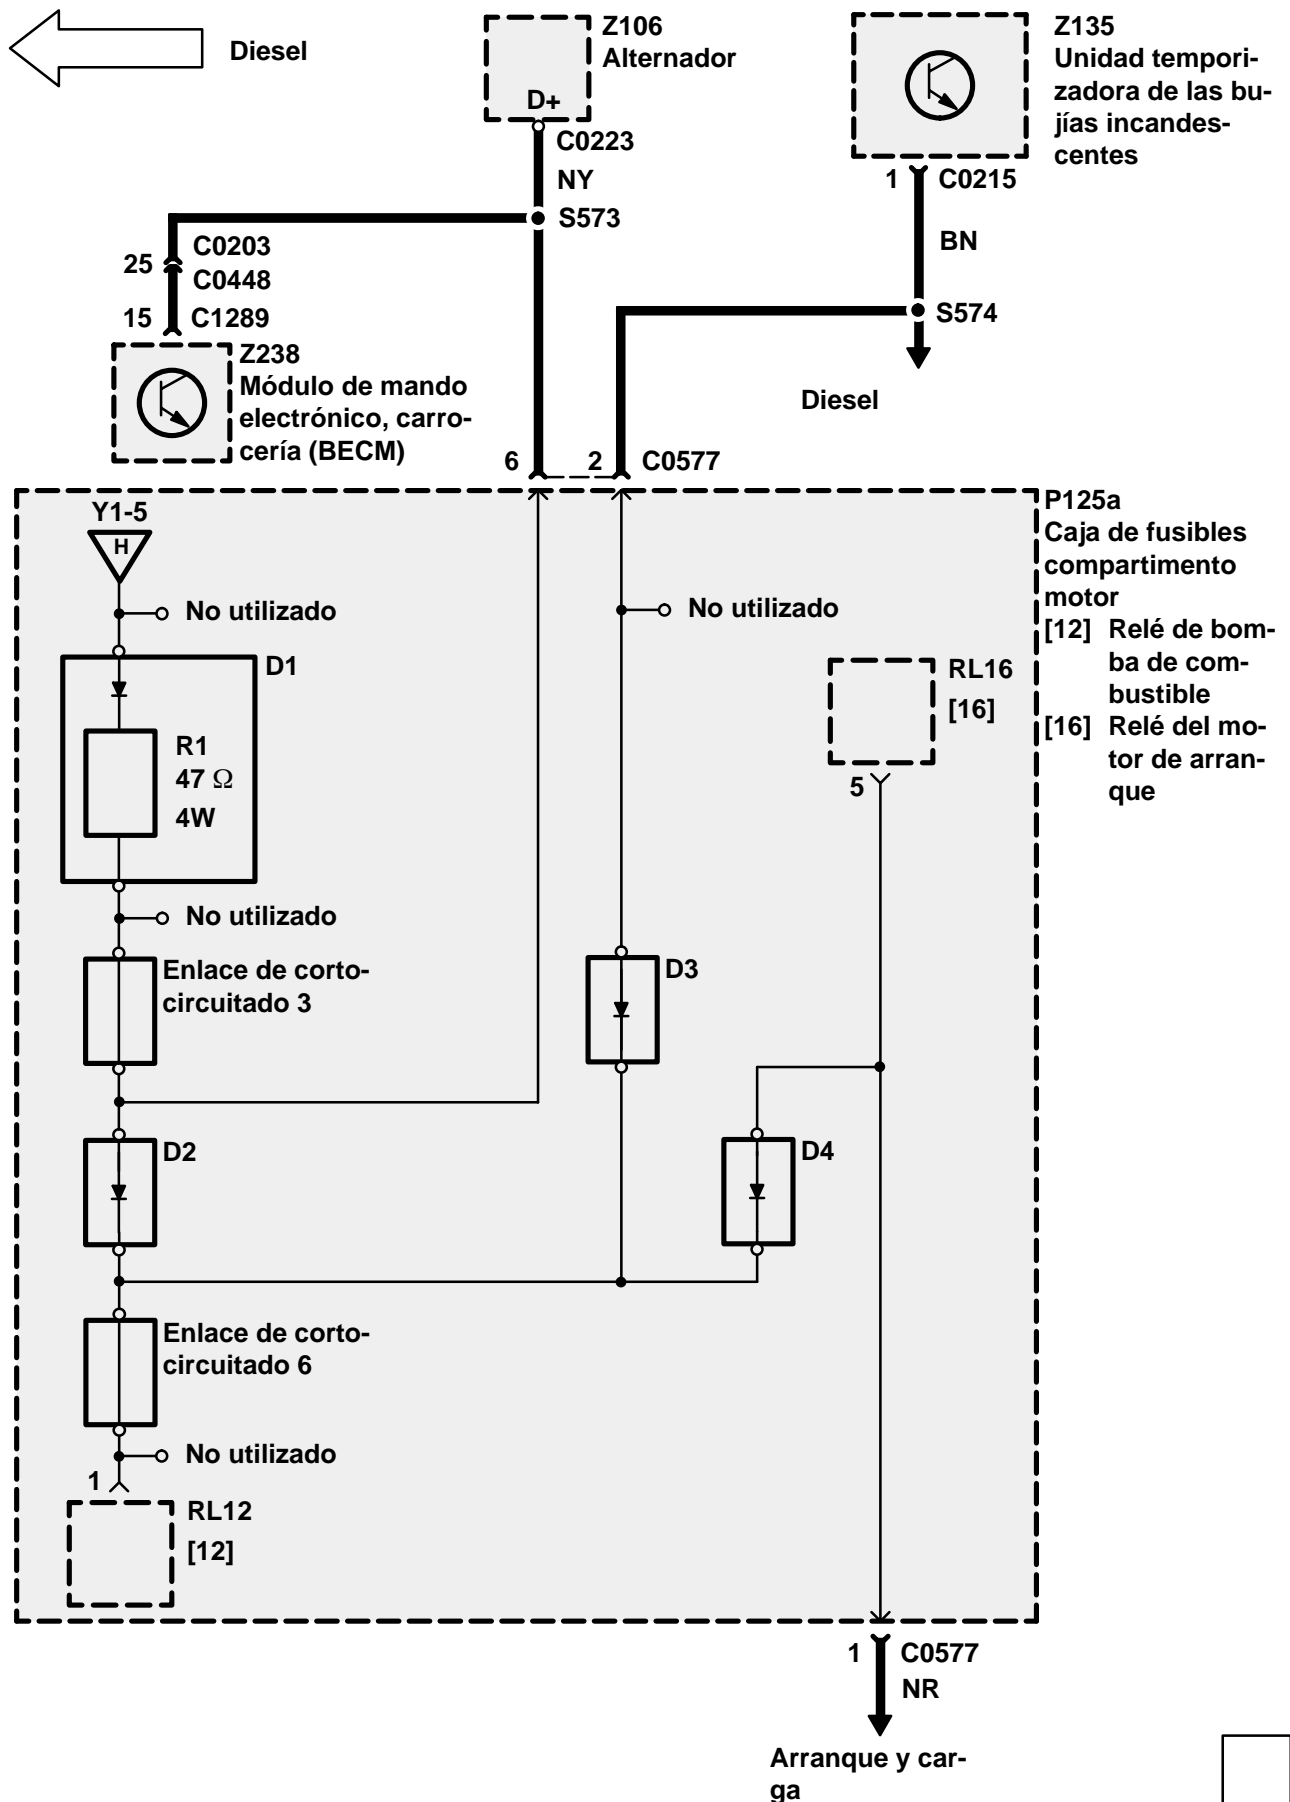 Diesel
Z106
Alternador
D+
C0223
NY
S573
Z135
Unidad tempori-
zadora de las bu-
jías incandes-
centes
1 C0215
BN
S574
Diesel
25
C0203
C0448
15 C1289
Z238
Módulo de mando
electrónico, carro-
cería (BECM)
6 2 C0577
P125a
Caja de fusibles
compartimento
motor
[12] Relé de bom-
ba de com-
bustible
[16] Relé del mo-
tor de arran-
que
Y1-5
H
No utilizado
No utilizado
D1
R1
47 Ω
4W
RL16
[16]
5
No utilizado
Enlace de corto-
circuitado 3
D3
D2
D4
Enlace de corto-
circuitado 6
No utilizado
1
RL12
[12]
1 C0577
NR
Arranque y car-
ga